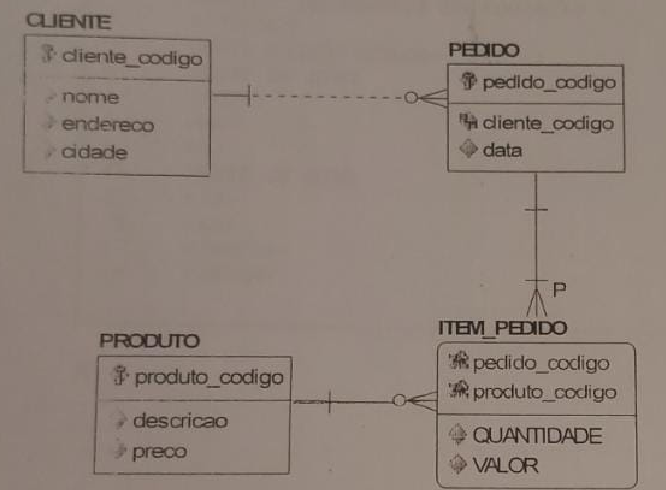 CLIENTE
cliente_codigo
nome
endereco
cidade
PEDIDO
pedido_codigo
cliente_codigo
data
P
PRODUTO
produto_codigo
descricao
preco
ITEM_PEDIDO
pedido_codigo
produto_codigo
QUANTIDADE
VALOR